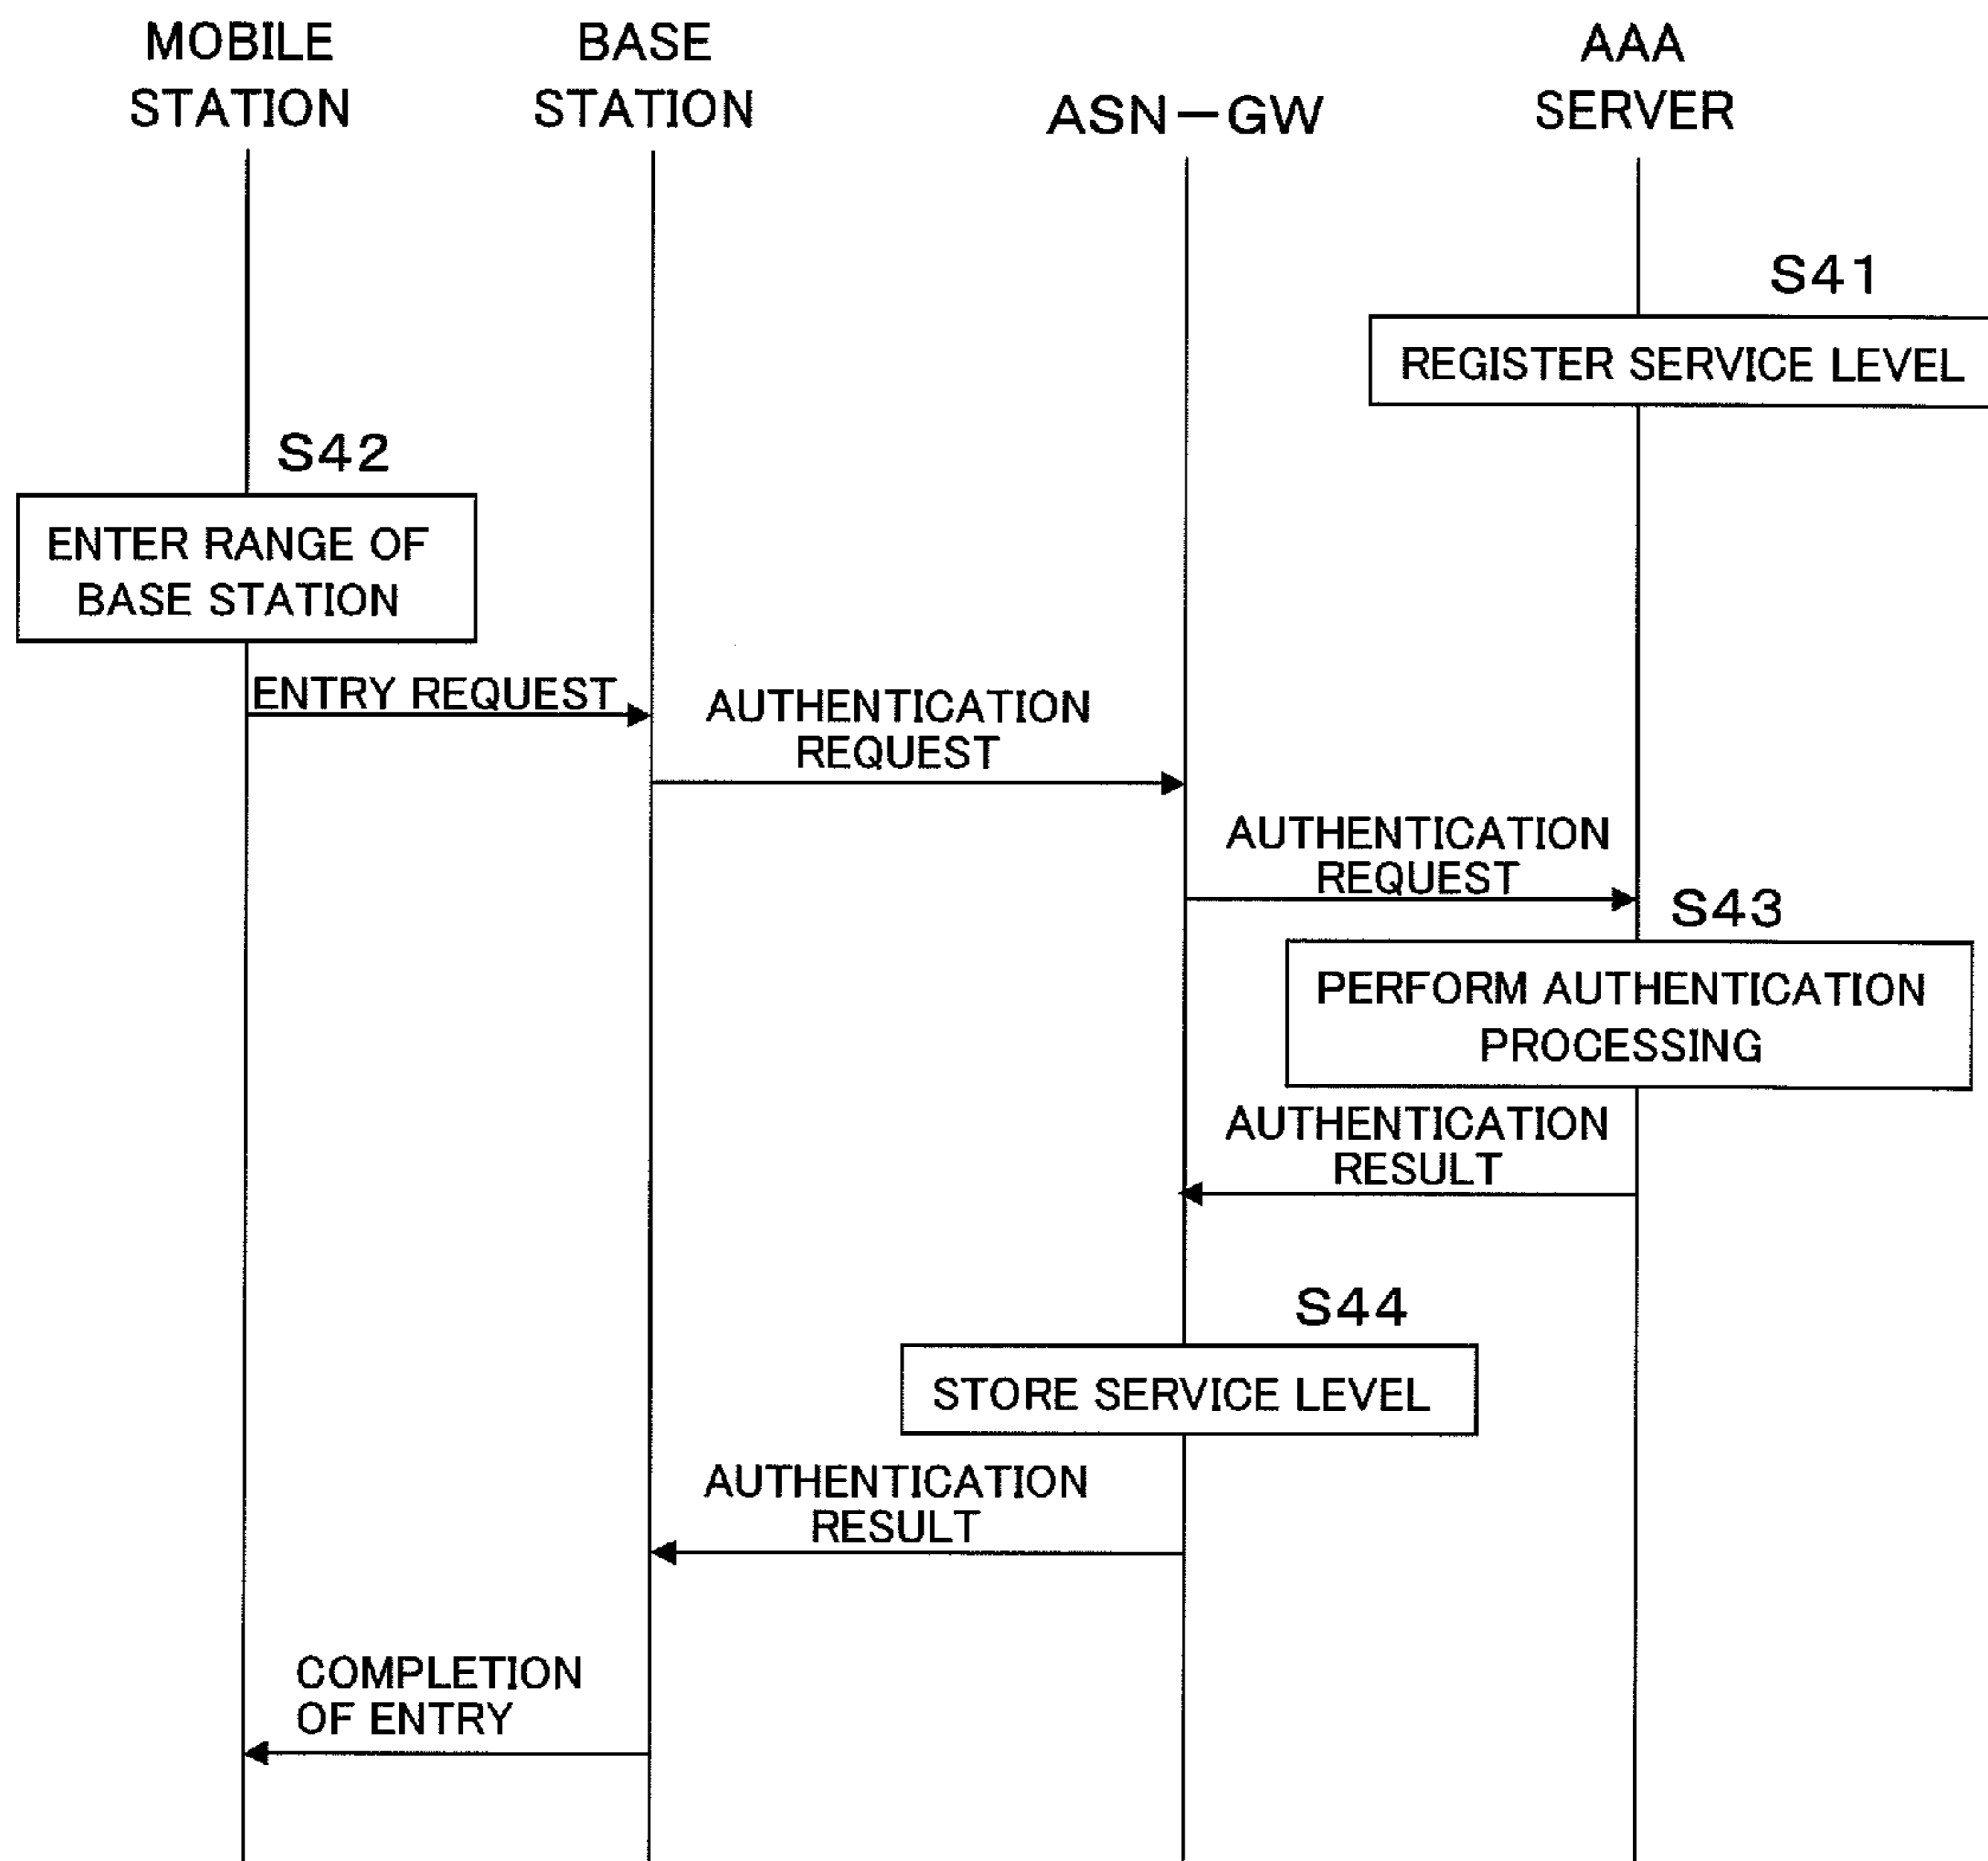 MOBILE
STATION
BASE
STATION
ASN-GW
AAA
SERVER
S41
REGISTER SERVICE LEVEL
S42
ENTER RANGE OF
BASE STATION
ENTRY REQUEST
AUTHENTICATION
REQUEST
AUTHENTICATION
REQUEST
S43
PERFORM AUTHENTICATION
PROCESSING
AUTHENTICATION
RESULT
S44
STORE SERVICE LEVEL
AUTHENTICATION
RESULT
COMPLETION
OF ENTRY